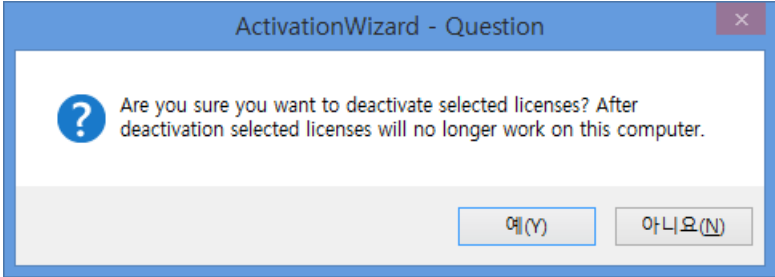 ActivationWizard - Question
Are you sure you want to deactivate selected licenses? After
deactivation selected licenses will no longer work on this computer.
예(Y)
아니요(N)